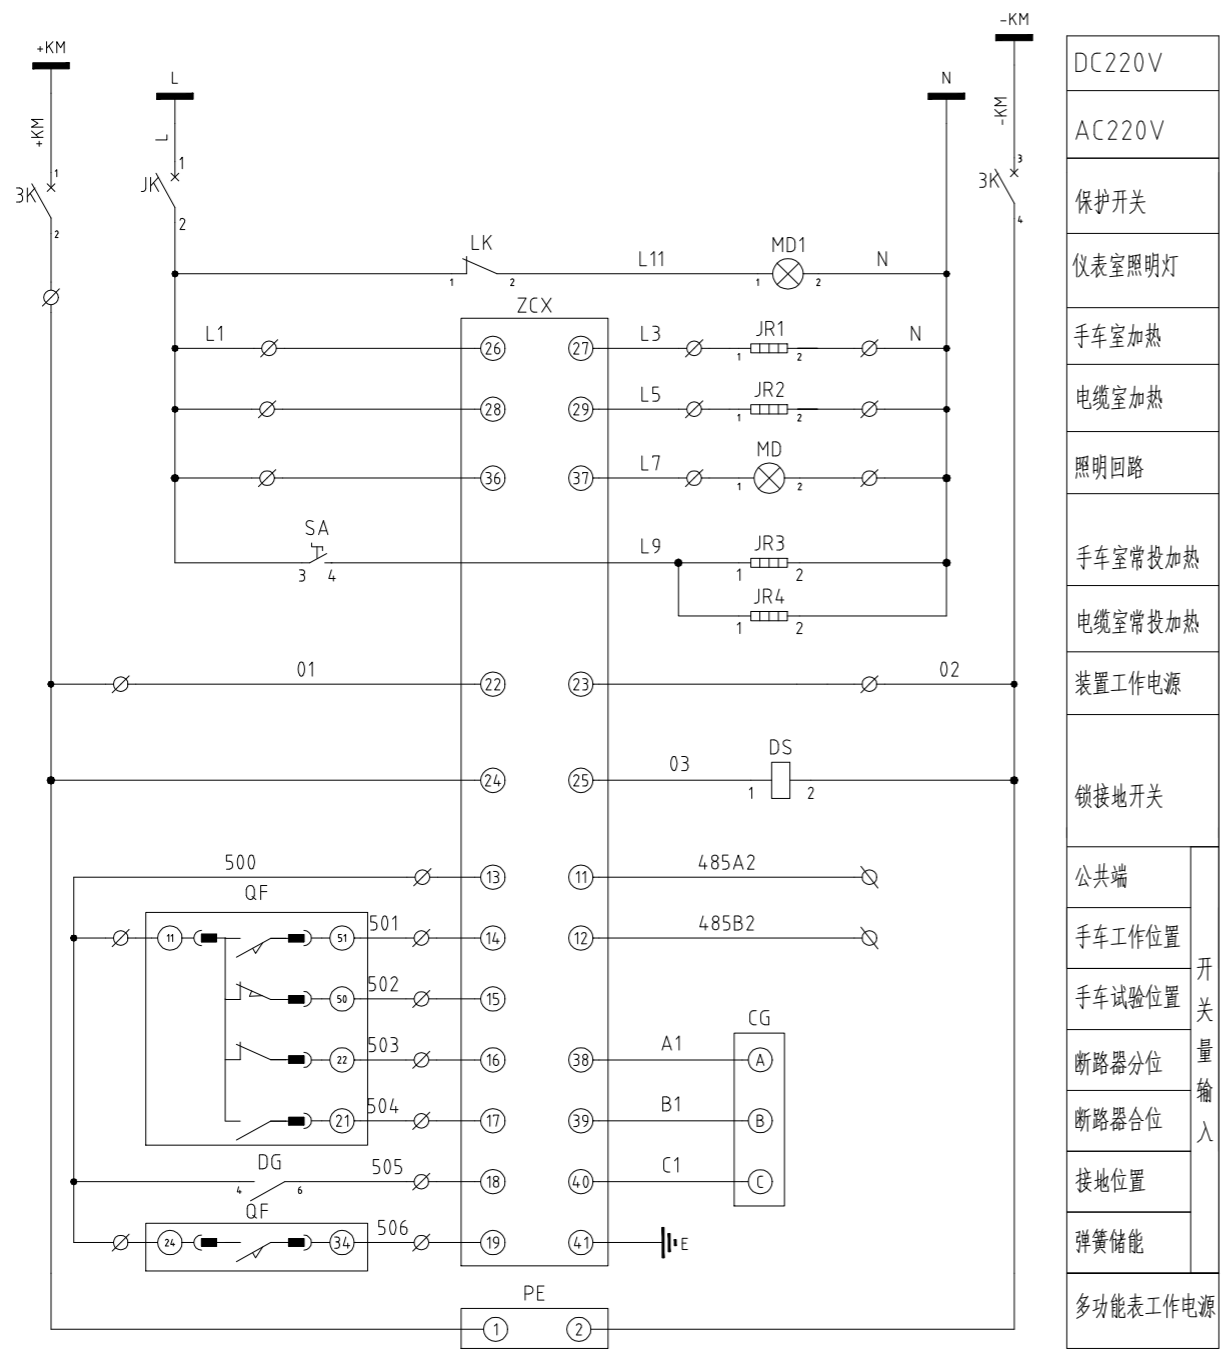 -KM
+KM
DC220V
L
N
+KM
L
-KM
AC220V
1
1
3
3K
JK
3K
保护开关
2
2
4
LK
MD1
1
2
L11
1
2
N
仪表室照明灯
ZCX
L1
26
27
L3
JR1
1
2
N
手车室加热
28
29
L5
JR2
1
2
电缆室加热
36
37
L7
MD
1
2
照明回路
SA
3
4
L9
JR3
1
2
手车室常投加热
JR4
1
2
电缆室常投加热
01
22
23
02
装置工作电源
24
25
03
DS
1
2
锁接地开关
500
13
11
485A2
公共端
QF
11
51
501
14
12
485B2
手车工作位置
50
502
15
手车试验位置
开关量输入
CG
22
503
16
38
A1
A
断路器分位
21
504
17
39
B1
B
断路器合位
DG
4
6
505
18
40
C1
C
接地位置
QF
24
34
506
19
41
E
弹簧储能
PE
1
2
多功能表工作电源